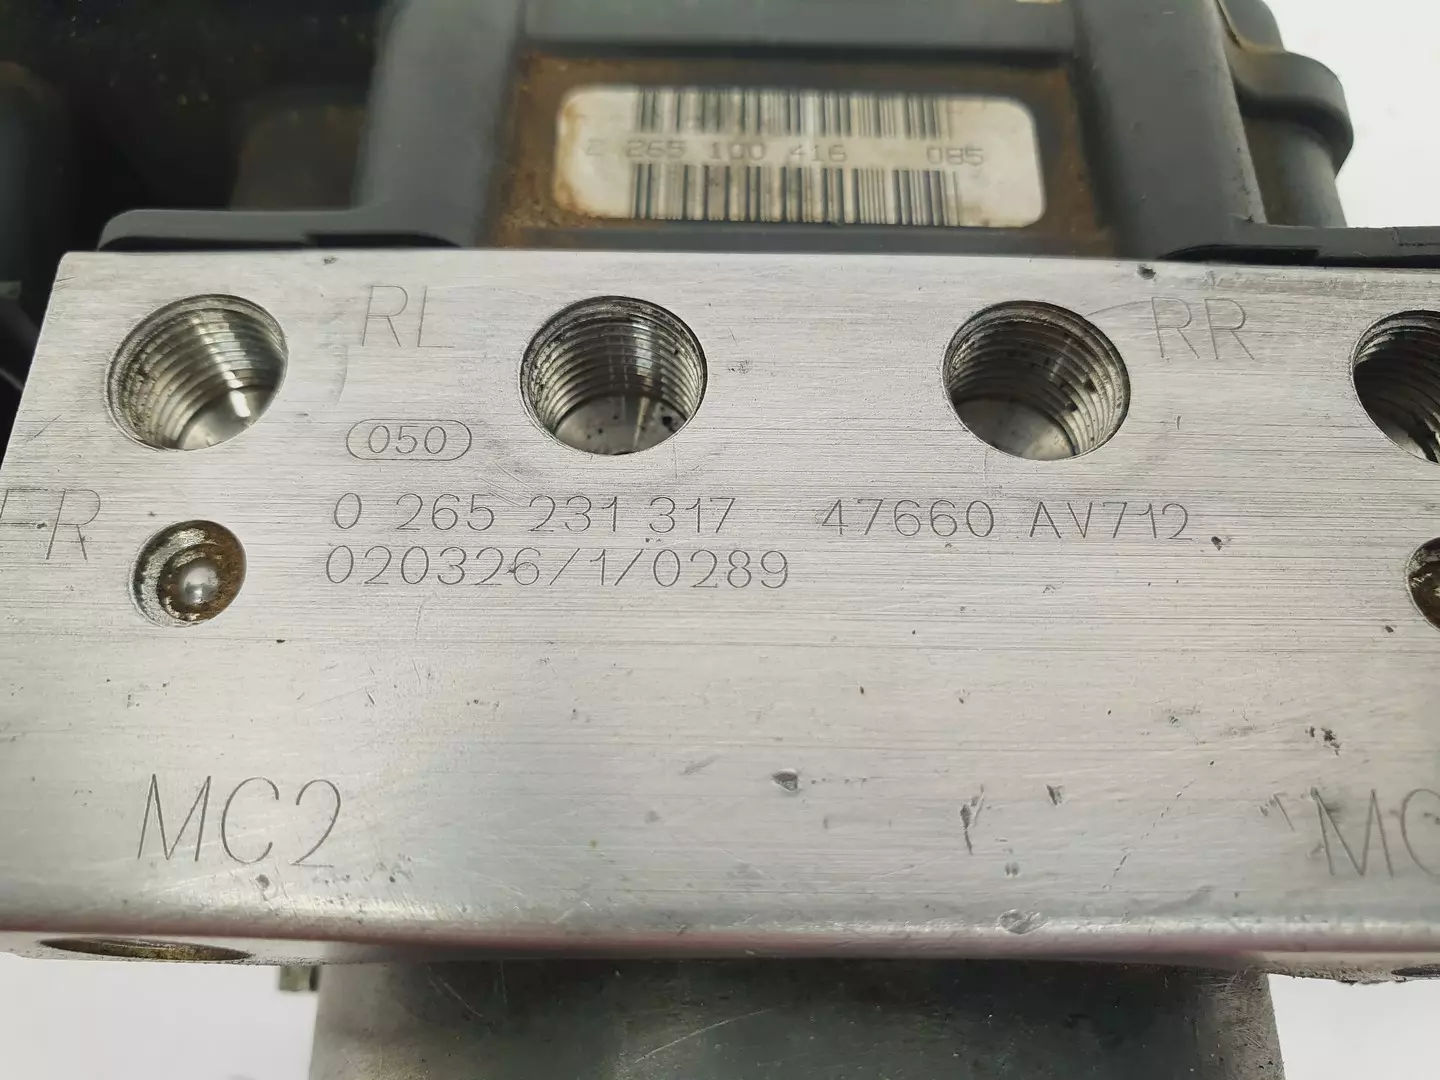 265 100 416 085
RL RR
050
FR
0 265 231 317 47660 AV712
020326/1/0289
MC2 MC